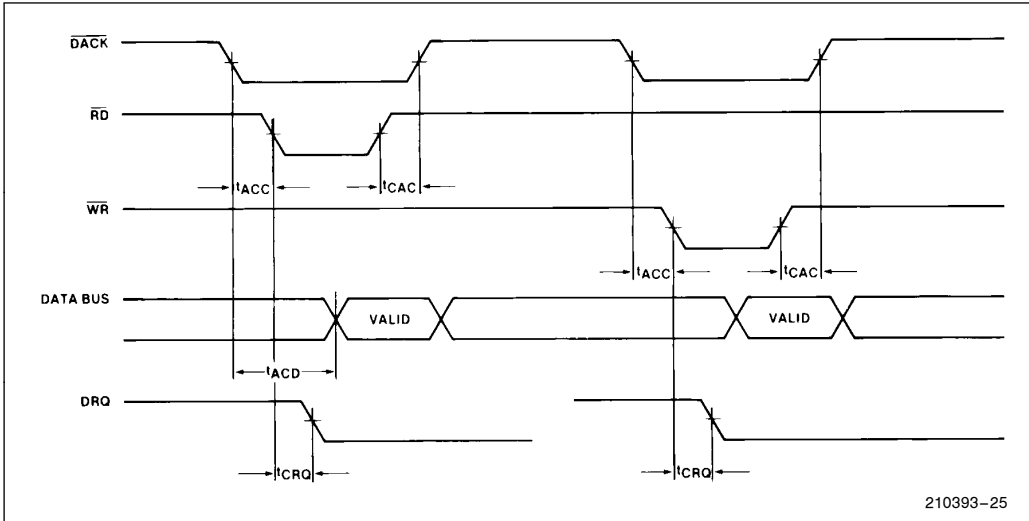 DACK
RD
tACC
tCAC
WR
tACC
tCAC
DATA BUS
VALID
VALID
tACD
DRQ
tCRQ
tCRQ
210393–25